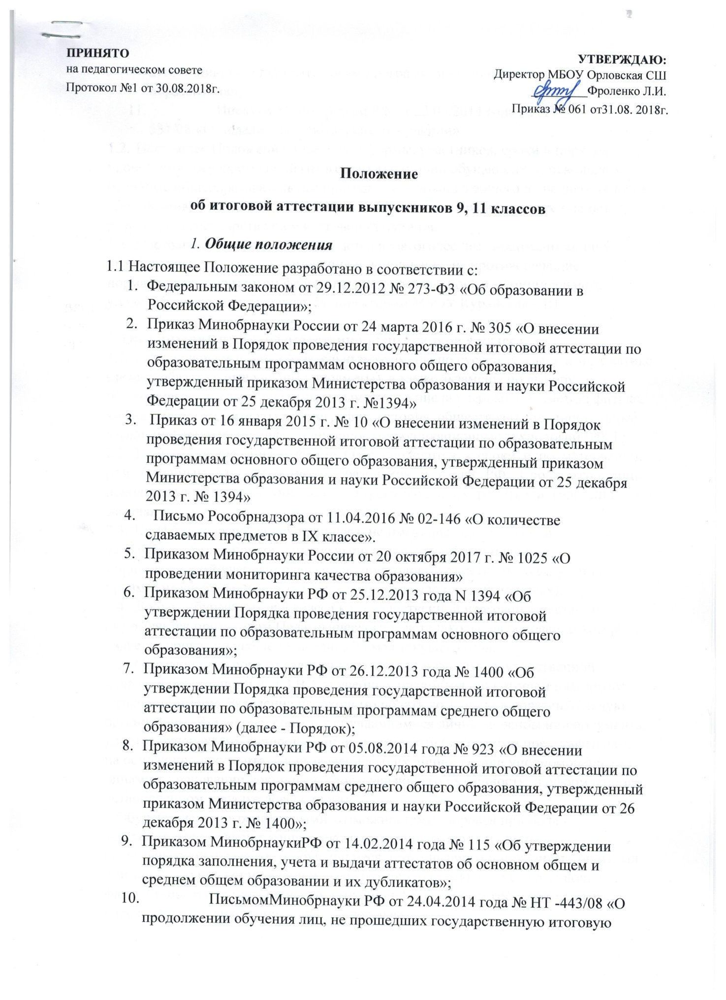 ПРИНЯТО
на педагогическом совете
Протокол №1 от 30.08.2018г.
УТВЕРЖДАЮ:
Директор МБОУ Орловская СШ
_________Фроленко Л.И.
Приказ № 061 от31.08. 2018г.
Положение
об итоговой аттестации выпускников 9, 11 классов
1. Общие положения
1.1 Настоящее Положение разработано в соответствии с:
1. Федеральным законом от 29.12.2012 № 273-ФЗ «Об образовании в
Российской Федерации»;
2. Приказ Минобрнауки России от 24 марта 2016 г. № 305 «О внесении
изменений в Порядок проведения государственной итоговой аттестации по
образовательным программам основного общего образования,
утвержденный приказом Министерства образования и науки Российской
Федерации от 25 декабря 2013 г. №1394»
3. Приказ от 16 января 2015 г. № 10 «О внесении изменений в Порядок
проведения государственной итоговой аттестации по образовательным
программам основного общего образования, утвержденный приказом
Министерства образования и науки Российской Федерации от 25 декабря
2013 г. № 1394»
4. Письмо Рособрнадзора от 11.04.2016 № 02-146 «О количестве
сдаваемых предметов в IX классе».
5. Приказом Минобрнауки России от 20 октября 2017 г. № 1025 «О
проведении мониторинга качества образования»
6. Приказом Минобрнауки РФ от 25.12.2013 года N 1394 «Об
утверждении Порядка проведения государственной итоговой
аттестации по образовательным программам основного общего
образования»;
7. Приказом Минобрнауки РФ от 26.12.2013 года № 1400 «Об
утверждении Порядка проведения государственной итоговой
аттестации по образовательным программам среднего общего
образования» (далее - Порядок);
8. Приказом Минобрнауки РФ от 05.08.2014 года № 923 «О внесении
изменений в Порядок проведения государственной итоговой аттестации по
образовательным программам среднего общего образования, утвержденный
приказом Министерства образования и науки Российской Федерации от 26
декабря 2013 г. № 1400»;
9. Приказом МинобрнаукиРФ от 14.02.2014 года № 115 «Об утверждении
порядка заполнения, учета и выдачи аттестатов об основном общем и
среднем общем образовании и их дубликатов»;
10. ПисьмомМинобрнауки РФ от 24.04.2014 года № НТ -443/08 «О
продолжении обучения лиц, не прошедших государственную итоговую